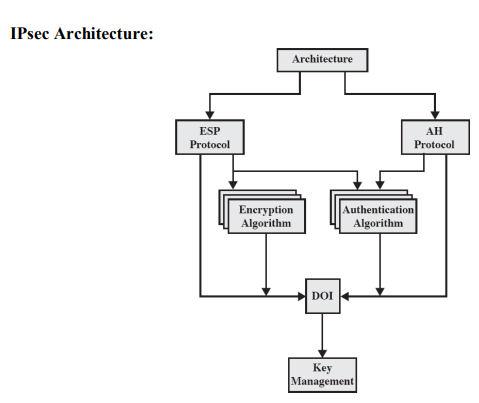 IPsec Architecture:
Architecture
ESP
Protocol
AH
Protocol
Encryption
Algorithm
Authentication
Algorithm
DOI
Key
Management